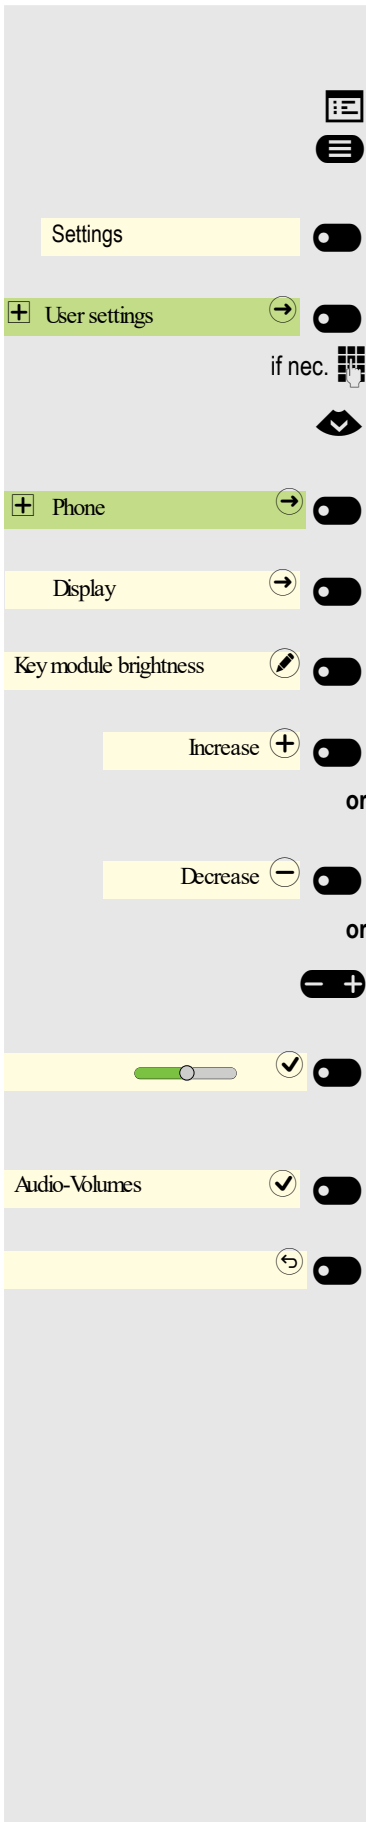 Settings
User settings
if nec.
Phone
Display
Key module brightness
Increase
or
Decrease
or
Audio-Volumes